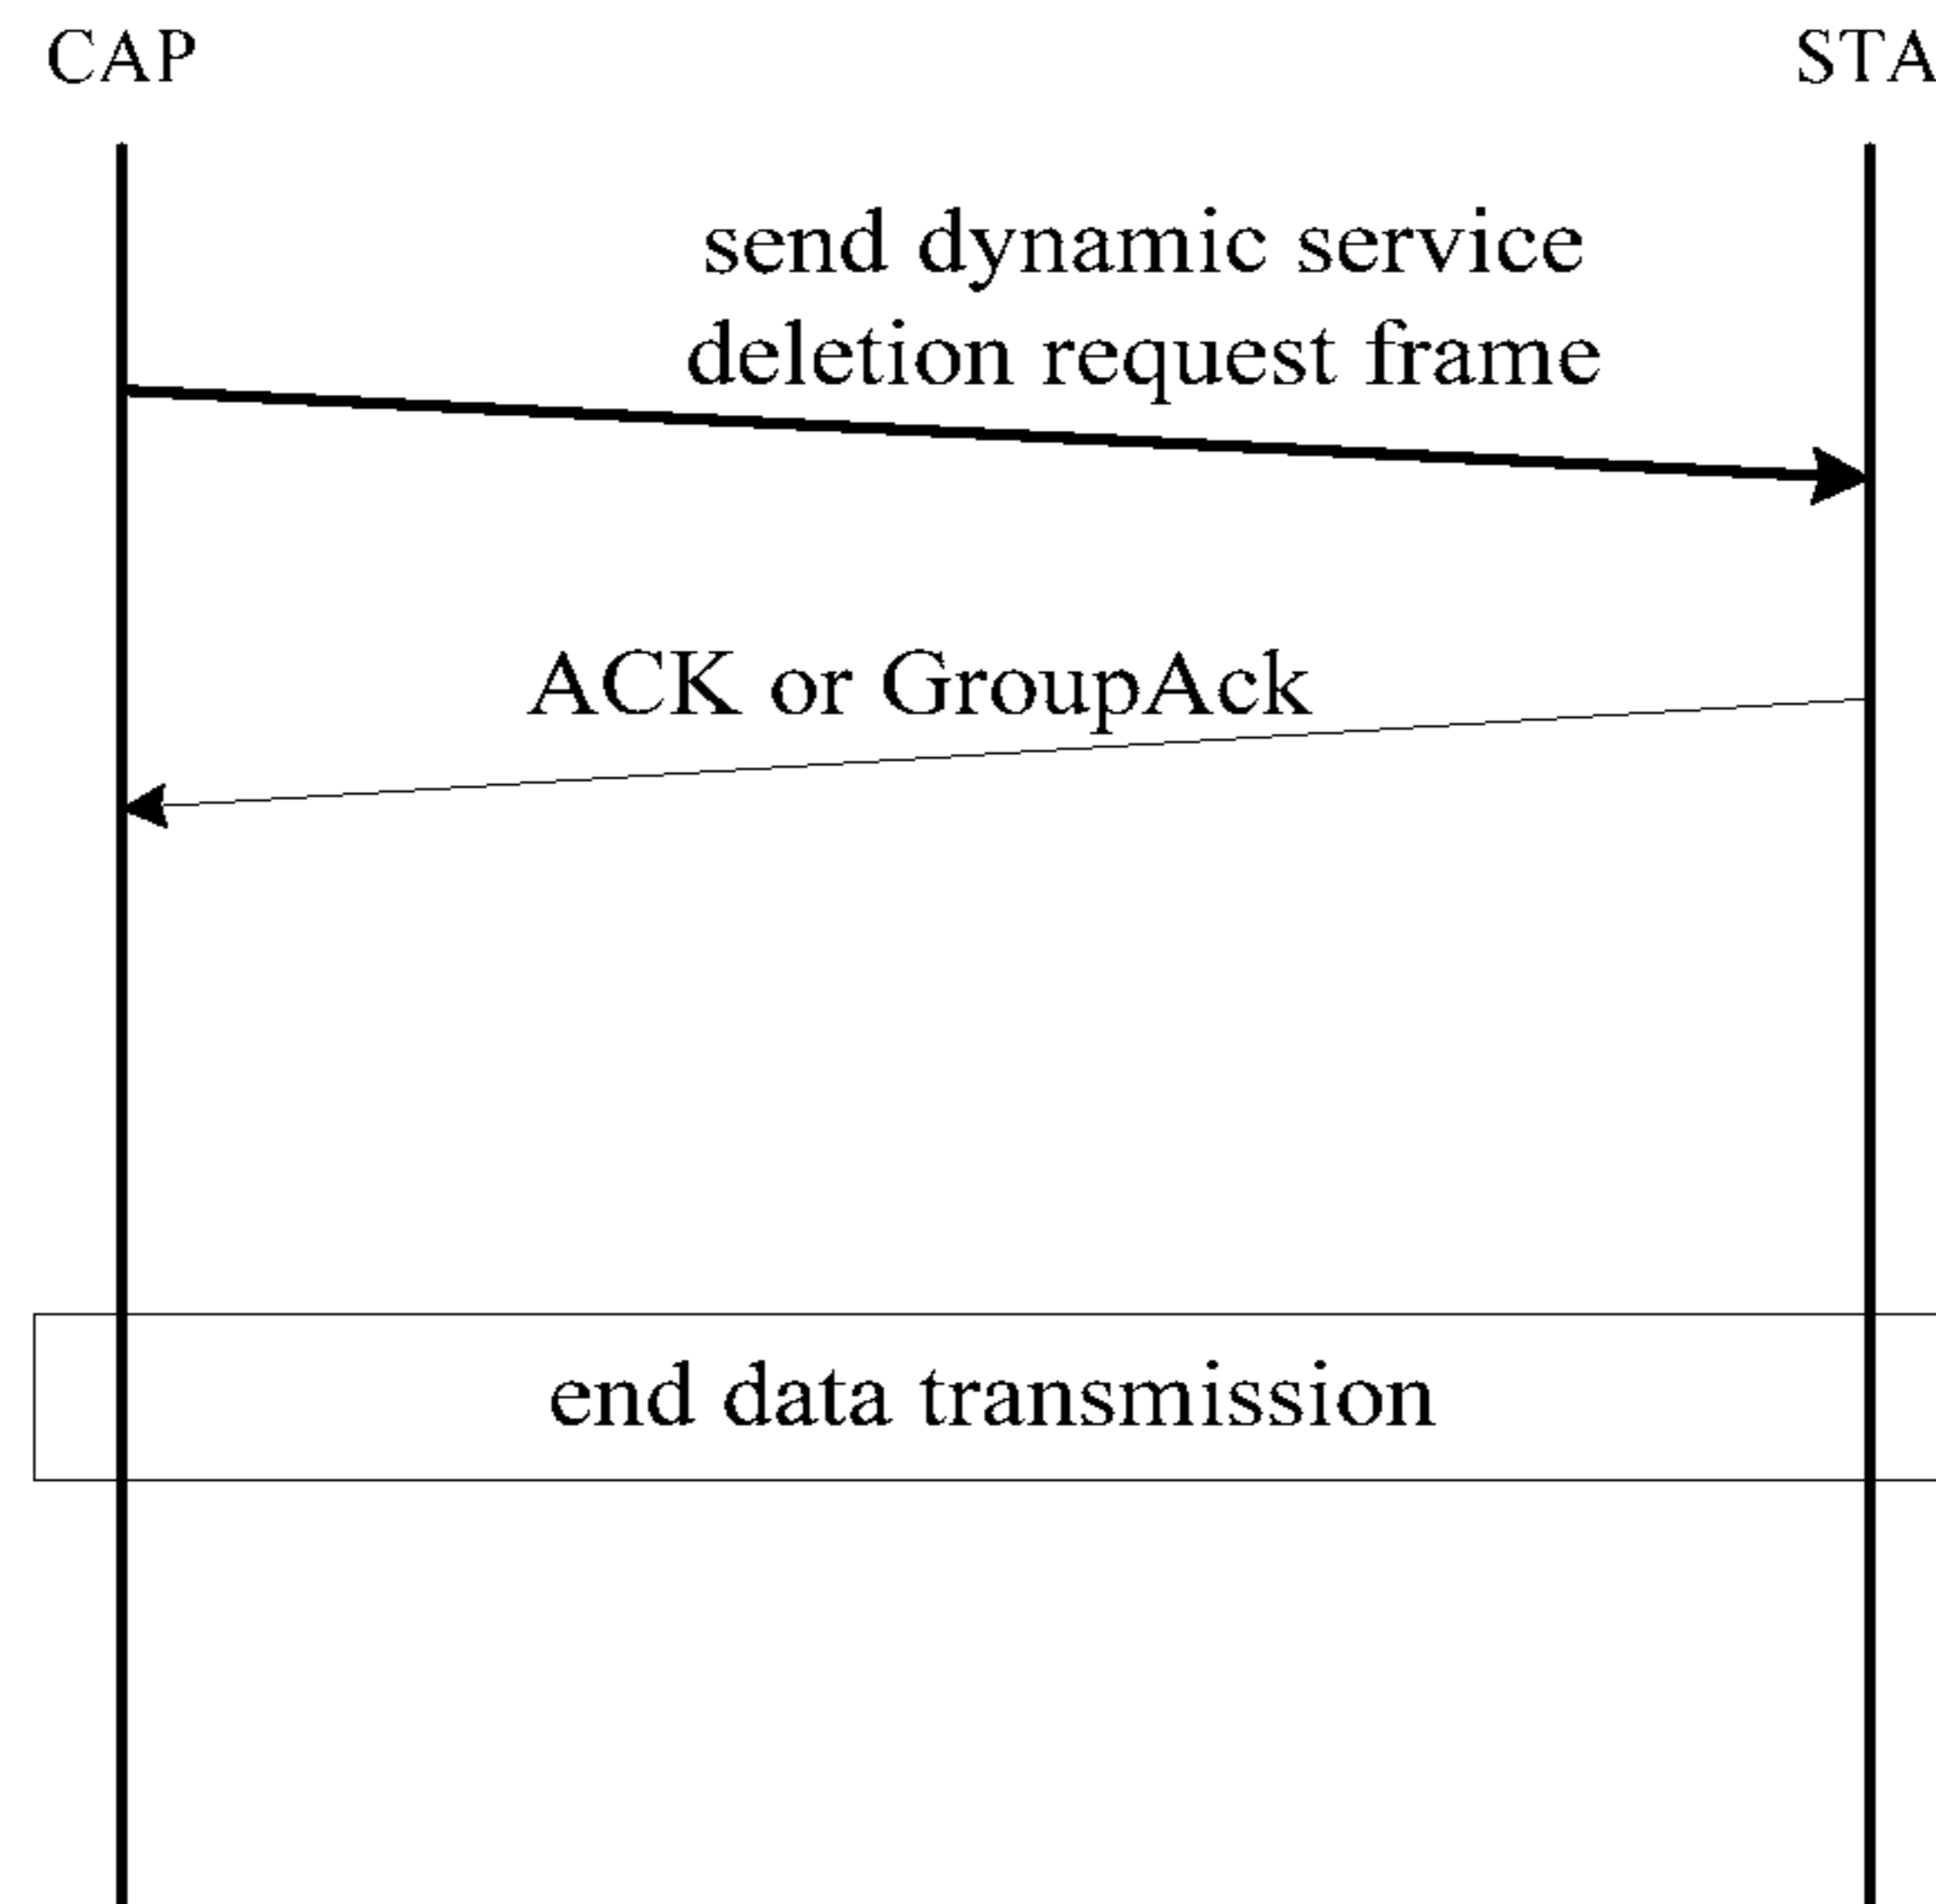 CAP STA
send dynamic service
deletion request frame
ACK or GroupAck
end data transmission